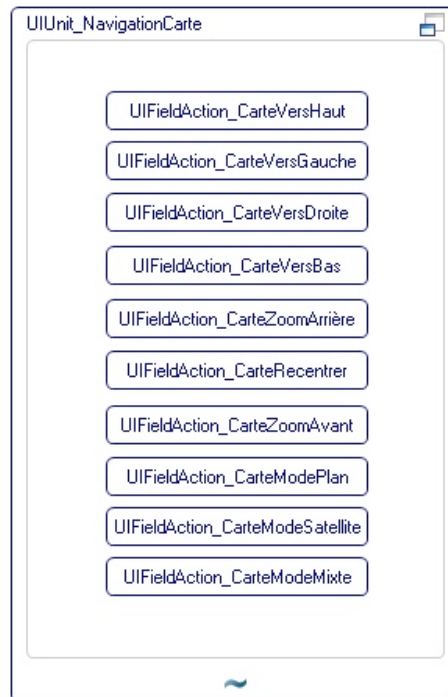 UIUnit_NavigationCarte
UIFieldAction_CarteVersHaut
UIFieldAction_CarteVersGauche
UIFieldAction_CarteVersDroite
UIFieldAction_CarteVersBas
UIFieldAction_CarteZoomArrière
UIFieldAction_CarteRecentrer
UIFieldAction_CarteZoomAvant
UIFieldAction_CarteModePlan
UIFieldAction_CarteModeSatellite
UIFieldAction_CarteModeMixte